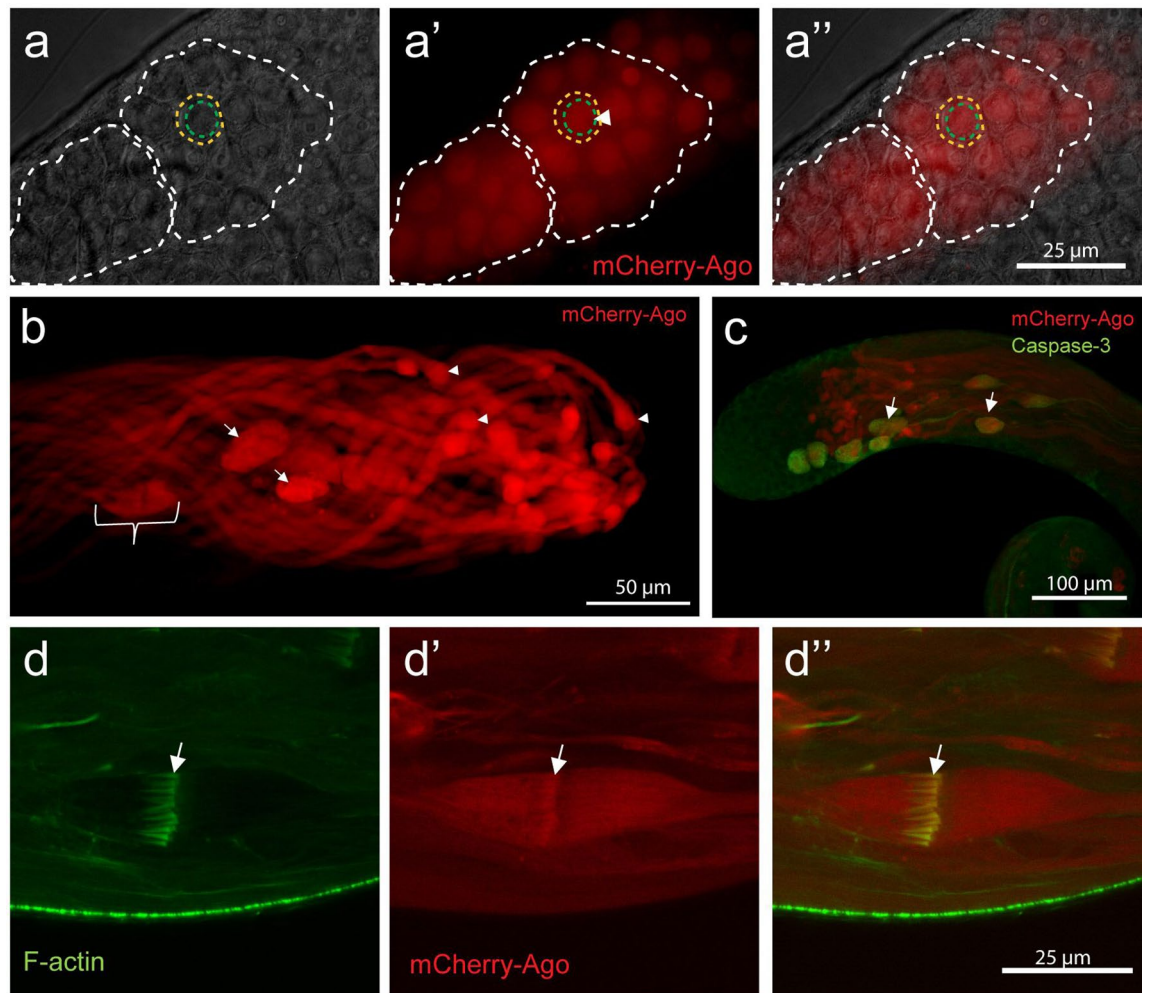 a
a’
a’’
mCherry-Ago
25 µm
b
mCherry-Ago
50 µm
c
mCherry-Ago
Caspase-3
100 µm
d
d’
d’’
F-actin
mCherry-Ago
25 µm